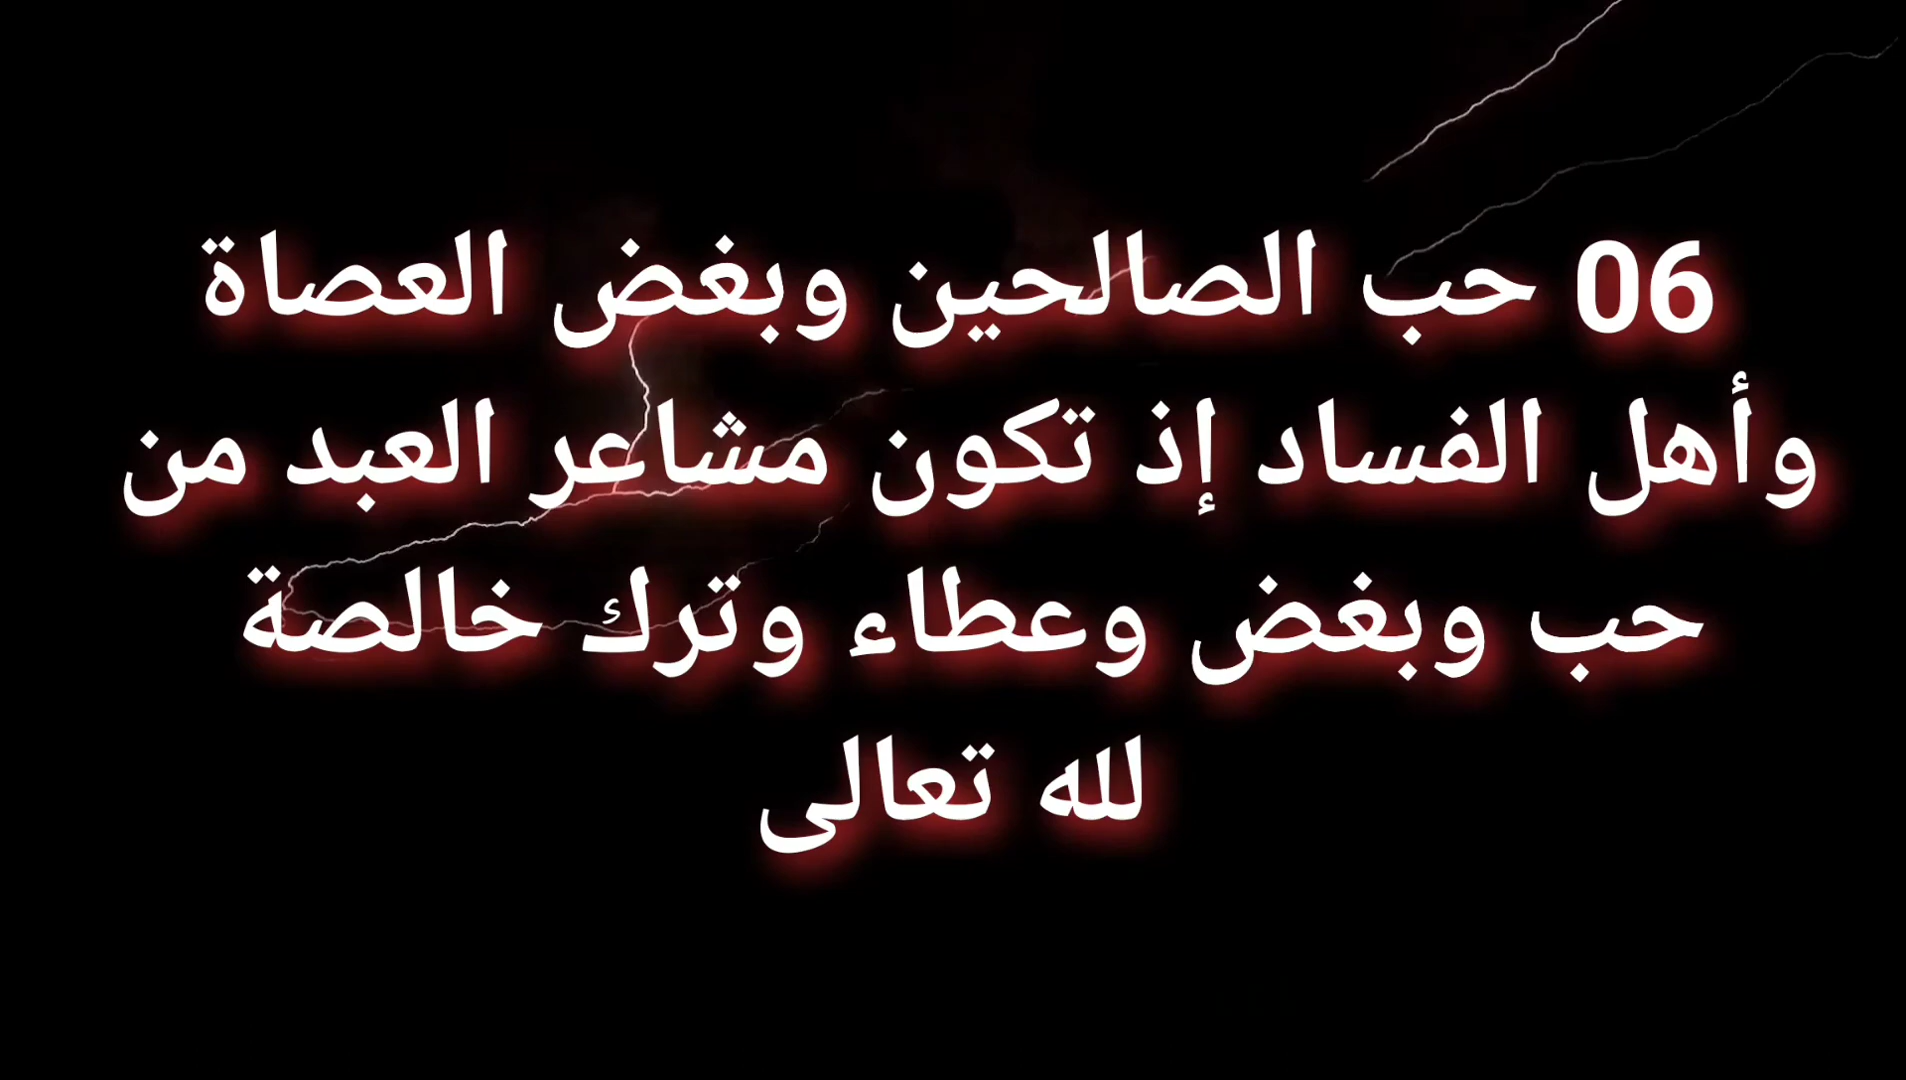 06 حب الصالحين وبغض العصاة
وأهل الفساد إذ تكون مشاعر العبد من
حب وبغض وعطاء وترك خالصة
لله تعالى